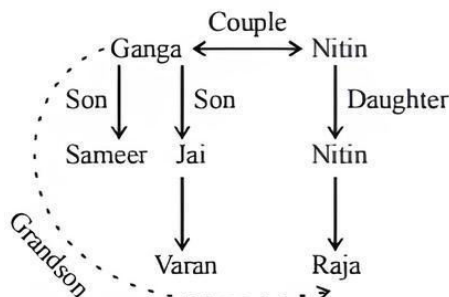 Couple
Ganga Nitin
Son Son Daughter
Sameer Jai Nitin
Grandson
Varan Raja